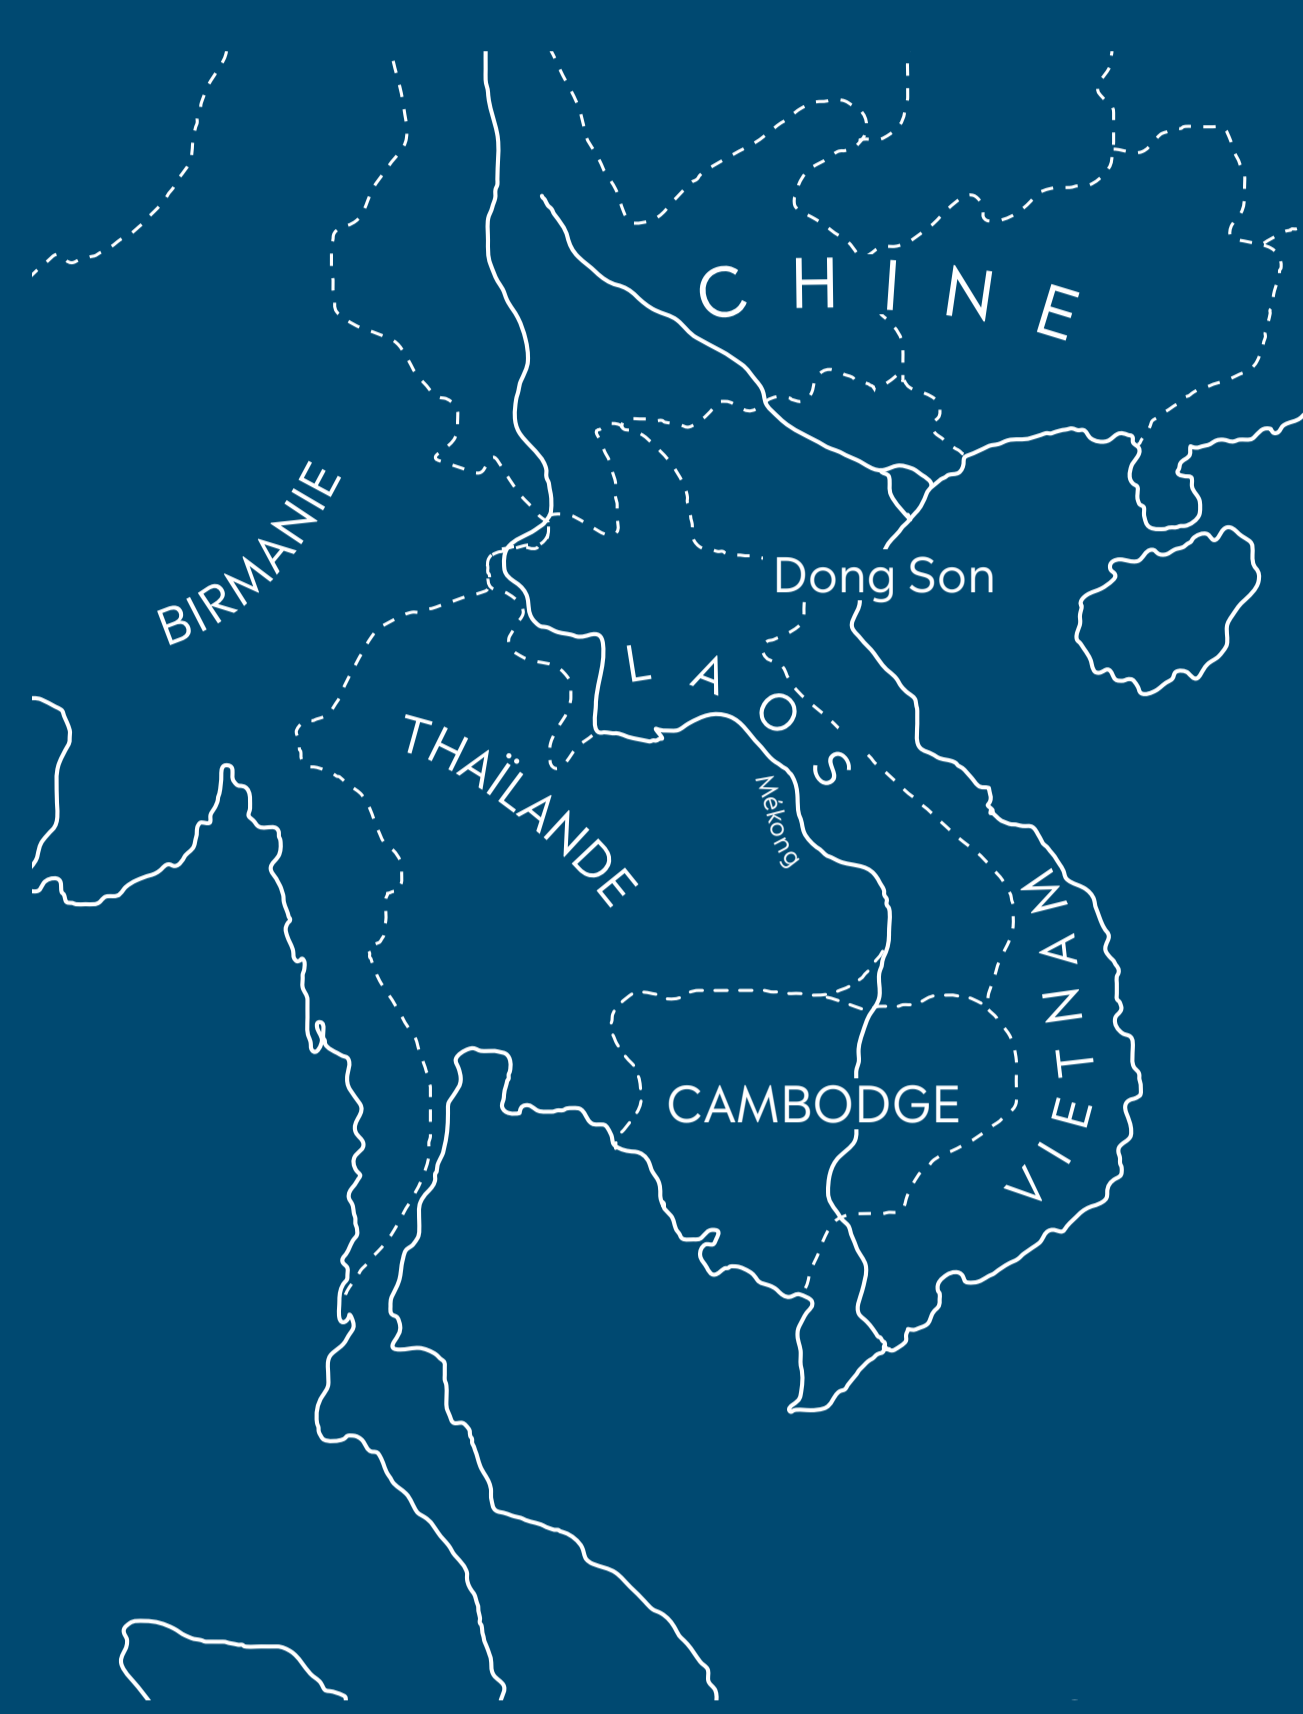 CHINE
BIRMANIE
Dong Son
LAOS
THAÏLANDE
Mékong
VIETNAM
CAMBODGE